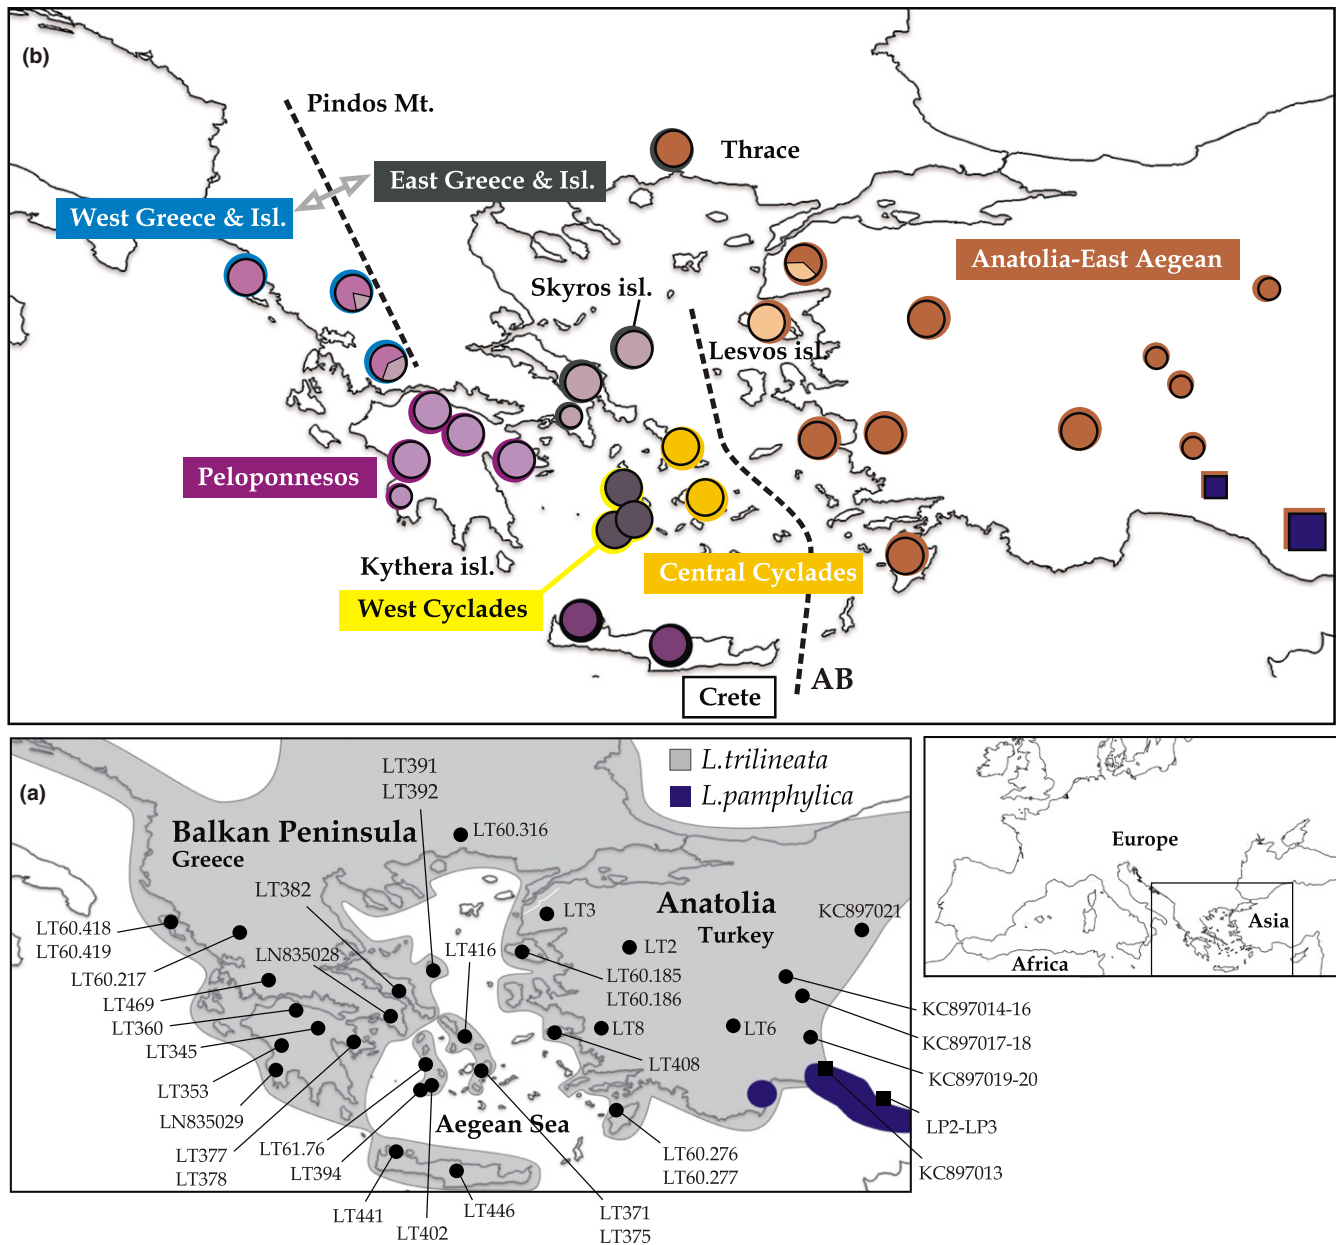 (b)
Pindos Mt.
Thrace
East Greece & Isl.
West Greece & Isl.
Anatolia-East Aegean
Skyros isl.
Lesvos isl.
Peloponnesos
Kythera isl.
Central Cyclades
West Cyclades
AB
Crete
(a)
LT391
LT392
L.trilineata
L.pamphylica
Balkan Peninsula
Greece
LT60.316
LT382
LT3
Anatolia
Turkey
KC897021
LT60.418
LT60.419
LN835028
LT416
LT2
LT60.217
LT60.185
LT60.186
LT469
LT360
LT8
LT6
LT345
LT408
LT353
LN835029
Aegean Sea
LT61.76
LT377
LT378
LT394
LT60.276
LT60.277
LT441
LT402
LT446
LT371
LT375
KC897014-16
KC897017-18
KC897019-20
LP2-LP3
KC897013
Europe
Asia
Africa